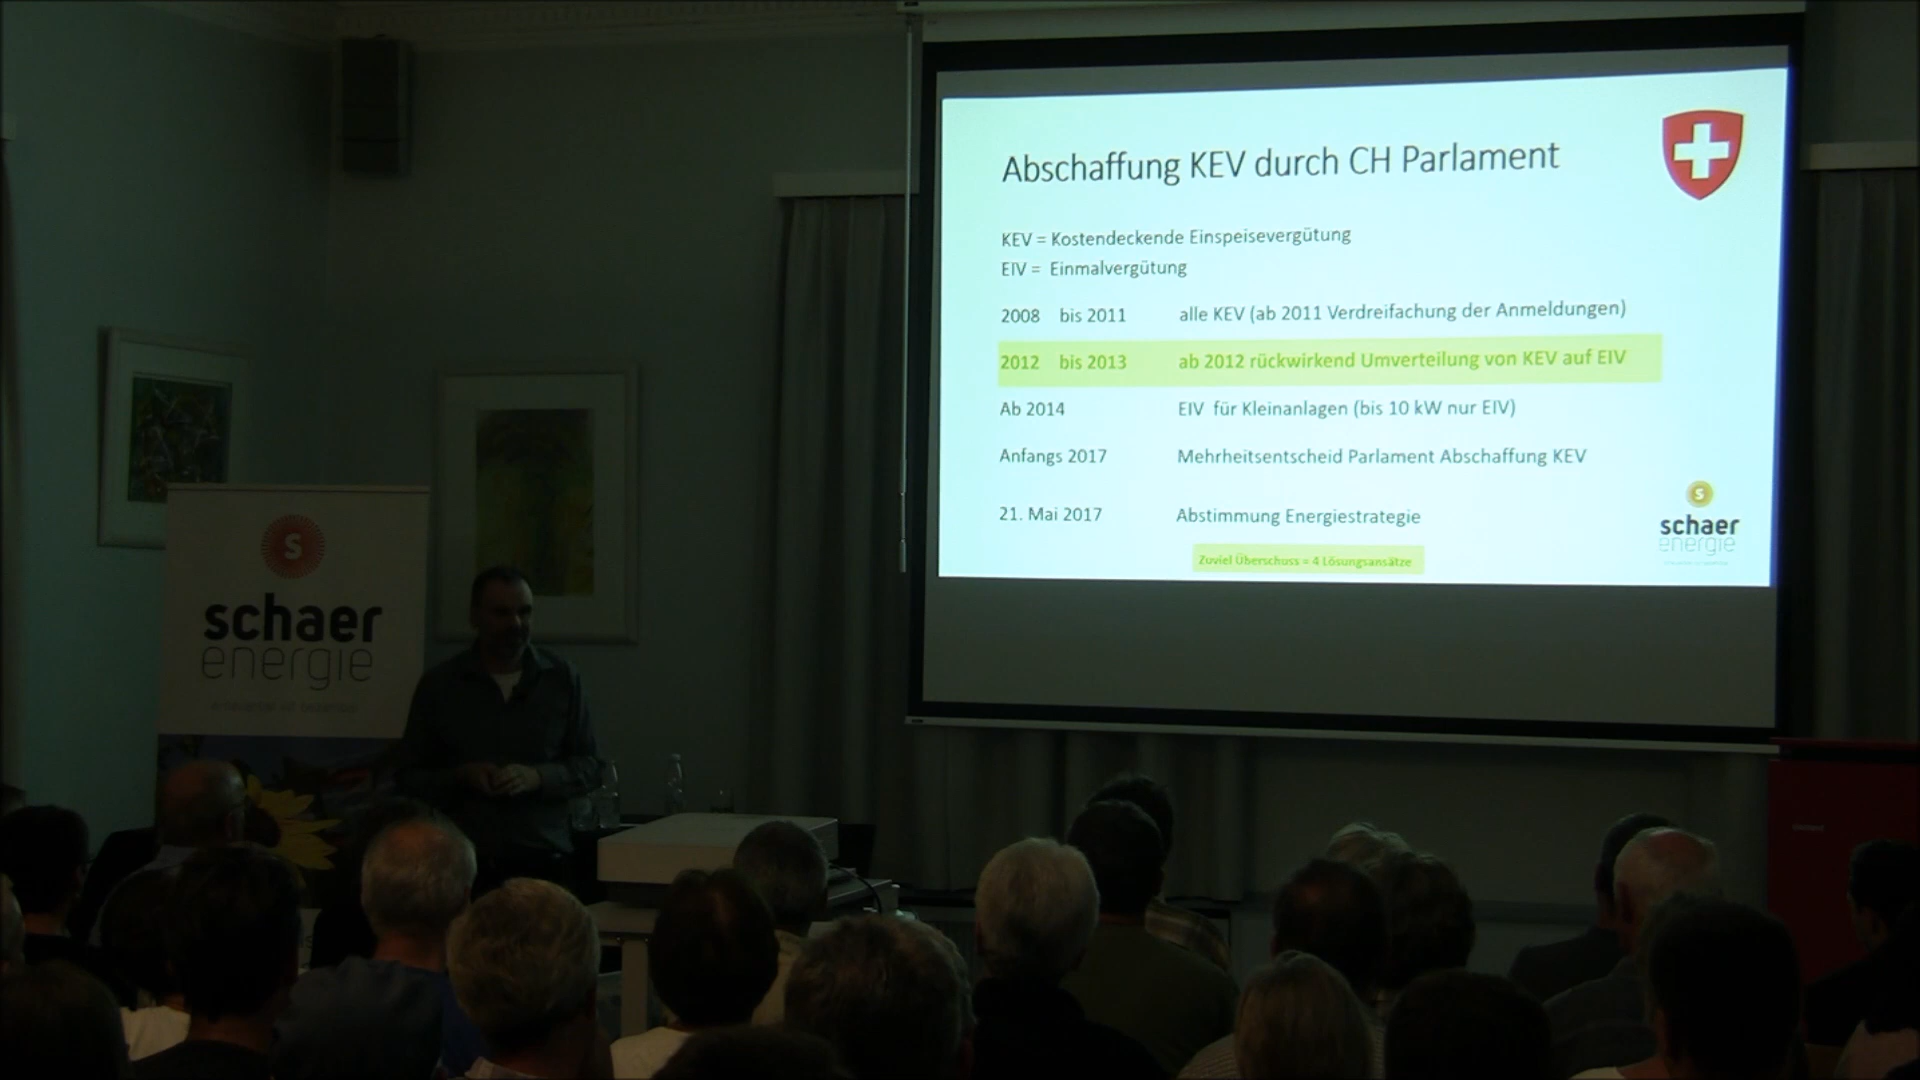 Abschaffung KEV durch CH Parlament
KEV = Kostendeckende Einspeisevergütung
EIV = Einmalvergütung
2008 bis 2011 alle KEV (ab 2011 Verdreifachung der Anmeldungen)
2012 bis 2013 ab 2012 rückwirkend Umverteilung von KEV auf EIV
Ab 2014 EIV für Kleinanlagen (bis 10 kW nur EIV)
Anfangs 2017 Mehrheitsentscheid Parlament Abschaffung KEV
21. Mai 2017 Abstimmung Energiestrategie
Zuviel Überschuss = 4 Lösungsansätze
S
schaer
energie
S
schaer
energie